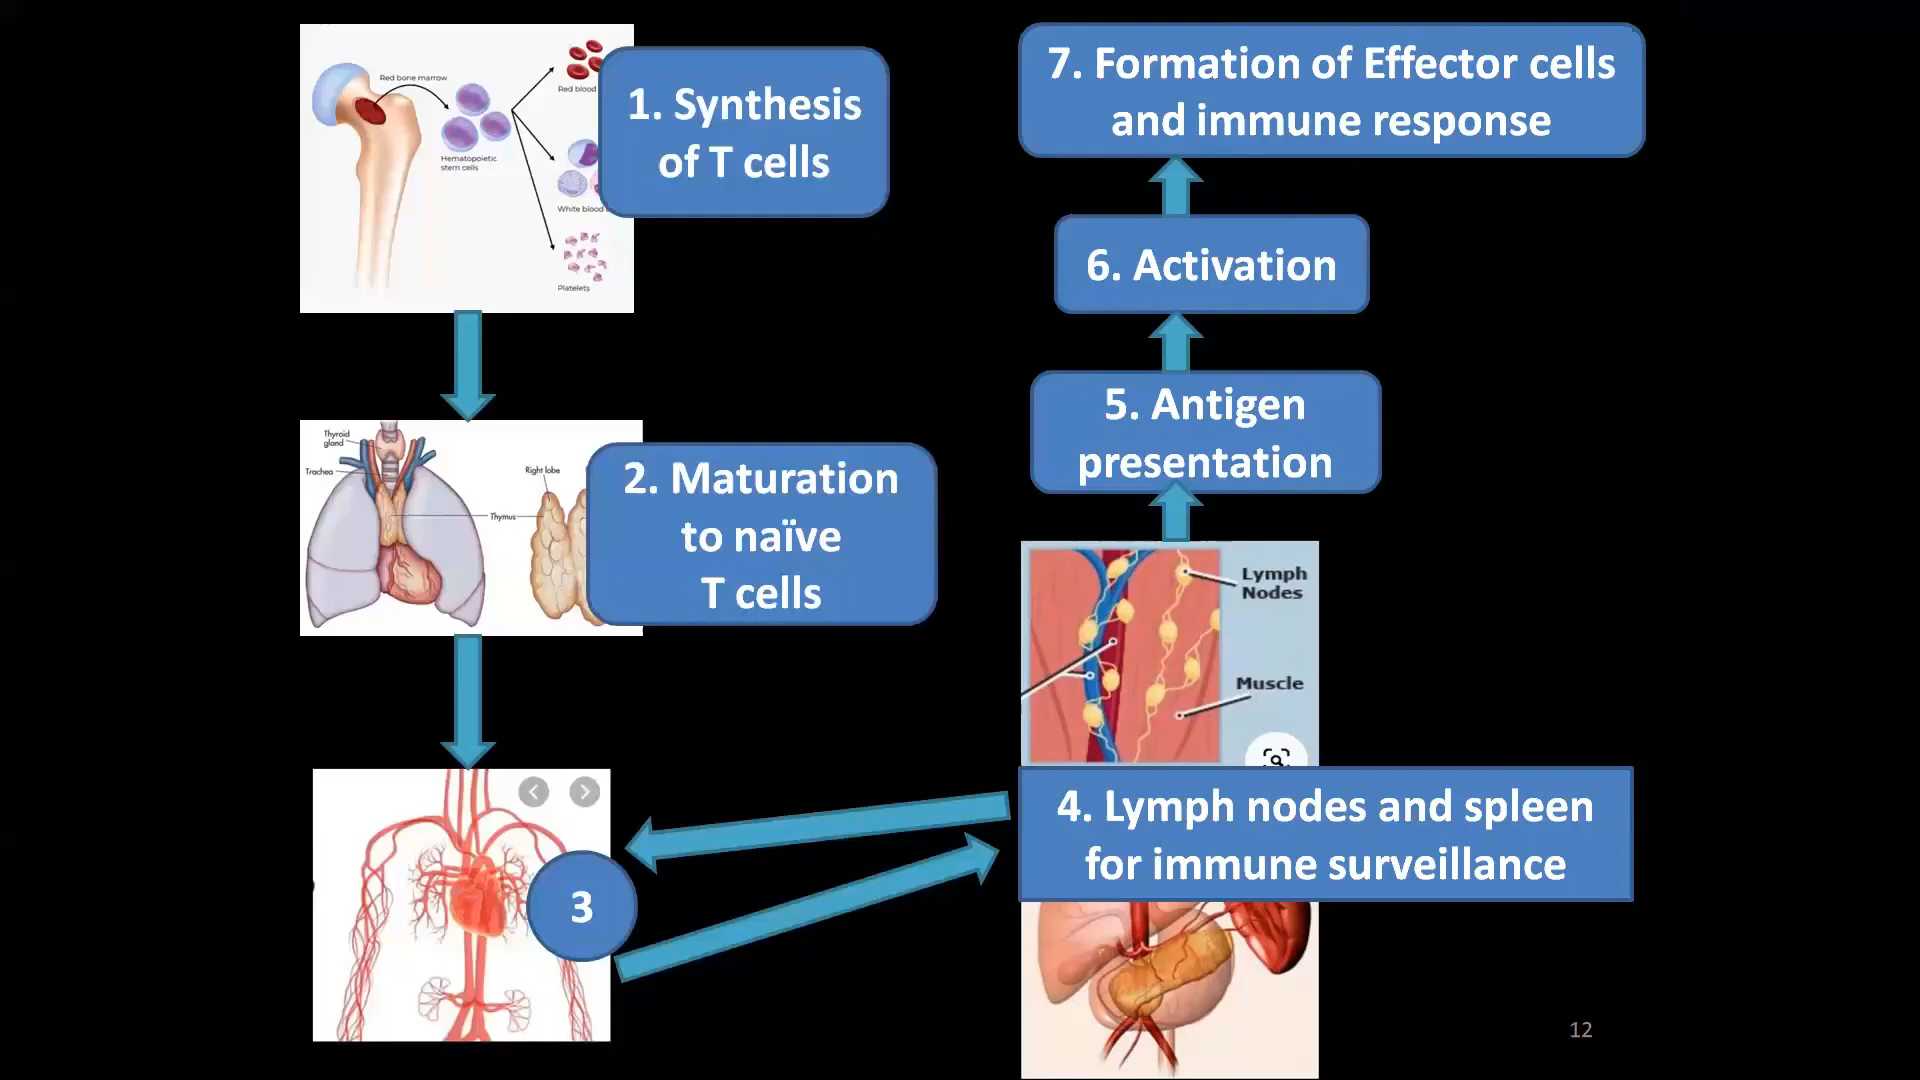 Red bone marrow
Hematopoietic
stem cells
Red blood
White blood
Platelets
1. Synthesis
of T cells
Thyroid
gland
Trachea
Thymus
Right lobe
2. Maturation
to naïve
T cells
3
7. Formation of Effector cells
and immune response
6. Activation
5. Antigen
presentation
Lymph
Nodes
Muscle
4. Lymph nodes and spleen
for immune surveillance
12